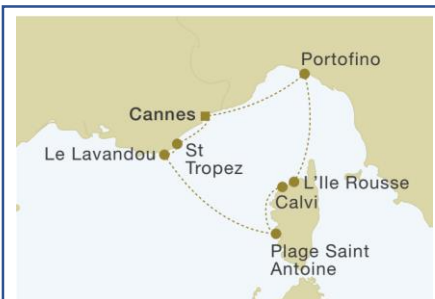 Portofino
Cannes
Le Lavandou
St
Tropez
L'Ile Rousse
Calvi
Plage Saint
Antoine